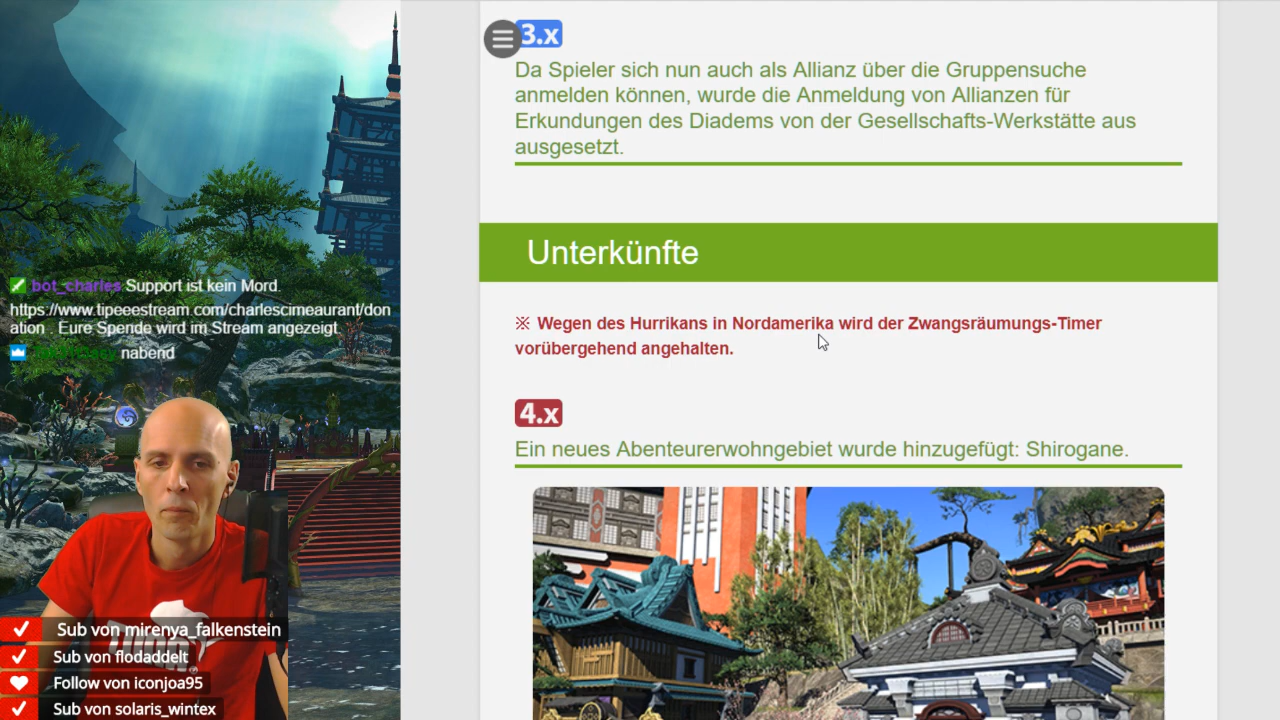 bot_charles Support ist kein Mord.
https://www.tipeeestream.com/charlescimeaurant/don
ation . Eure Spende wird im Stream angezeigt
nabend
Sub von mirenya_falkenstein
Sub von flodaddelt
Follow von iconjoa95
Sub von solaris_wintex
3.x
Da Spieler sich nun auch als Allianz über die Gruppensuche
anmelden können, wurde die Anmeldung von Allianzen für
Erkundungen des Diadems von der Gesellschafts-Werkstätte aus
ausgesetzt.
Unterkünfte
※ Wegen des Hurrikans in Nordamerika wird der Zwangsräumungs-Timer
vorübergehend angehalten.
4.x
Ein neues Abenteurerwohngebiet wurde hinzugefügt: Shirogane.